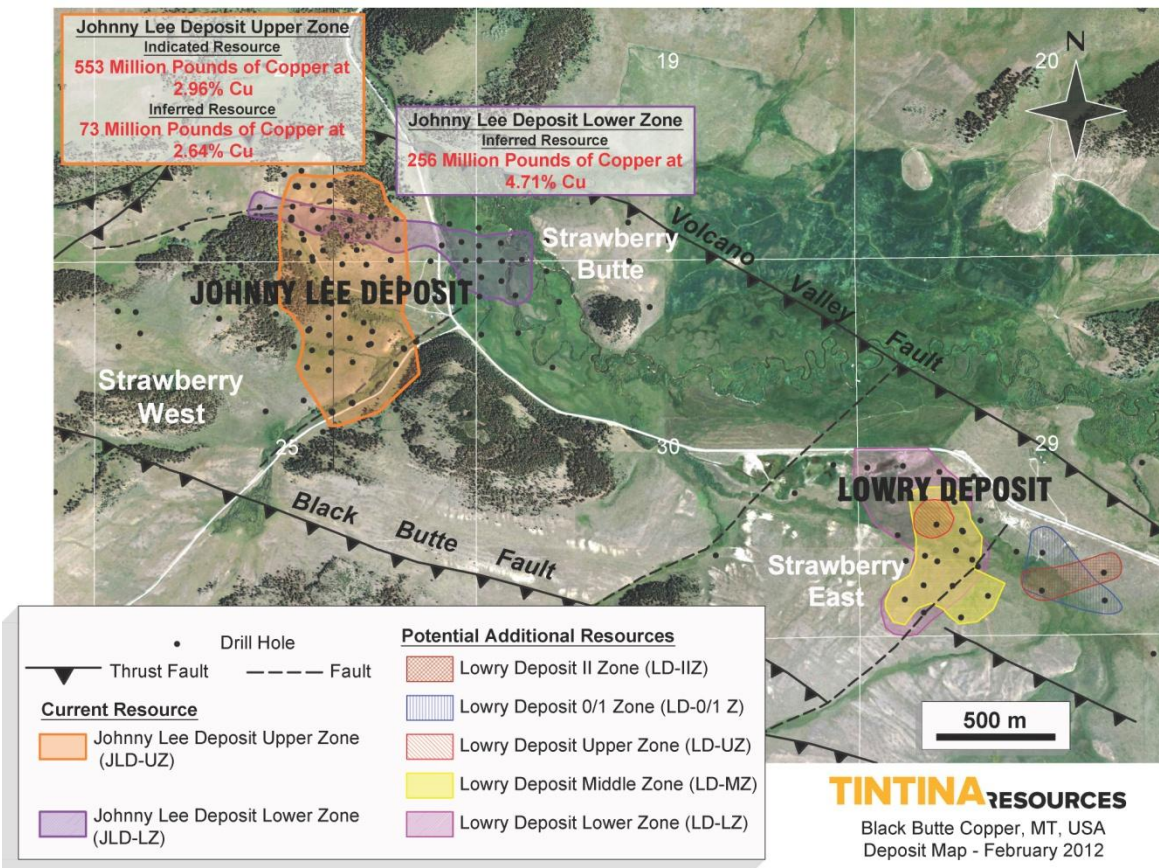 Johnny Lee Deposit Upper Zone
Indicated Resource
553 Million Pounds of Copper at
2.96% Cu
Inferred Resource
73 Million Pounds of Copper at
2.64% Cu
Johnny Lee Deposit Lower Zone
Inferred Resource
256 Million Pounds of Copper at
4.71% Cu
19
20
N
Volcano Valley Fault
Strawberry
Butte
JOHNNY LEE DEPOSIT
Strawberry
West
25
30
29
LOWRY DEPOSIT
Black Butte Fault
Strawberry
East
500 m
Drill Hole
Thrust Fault
Fault
Current Resource
Johnny Lee Deposit Upper Zone
(JLD-UZ)
Johnny Lee Deposit Lower Zone
(JLD-LZ)
Potential Additional Resources
Lowry Deposit II Zone (LD-IIZ)
Lowry Deposit 0/1 Zone (LD-0/1 Z)
Lowry Deposit Upper Zone (LD-UZ)
Lowry Deposit Middle Zone (LD-MZ)
Lowry Deposit Lower Zone (LD-LZ)
TINTINA RESOURCES
Black Butte Copper, MT, USA
Deposit Map - February 2012